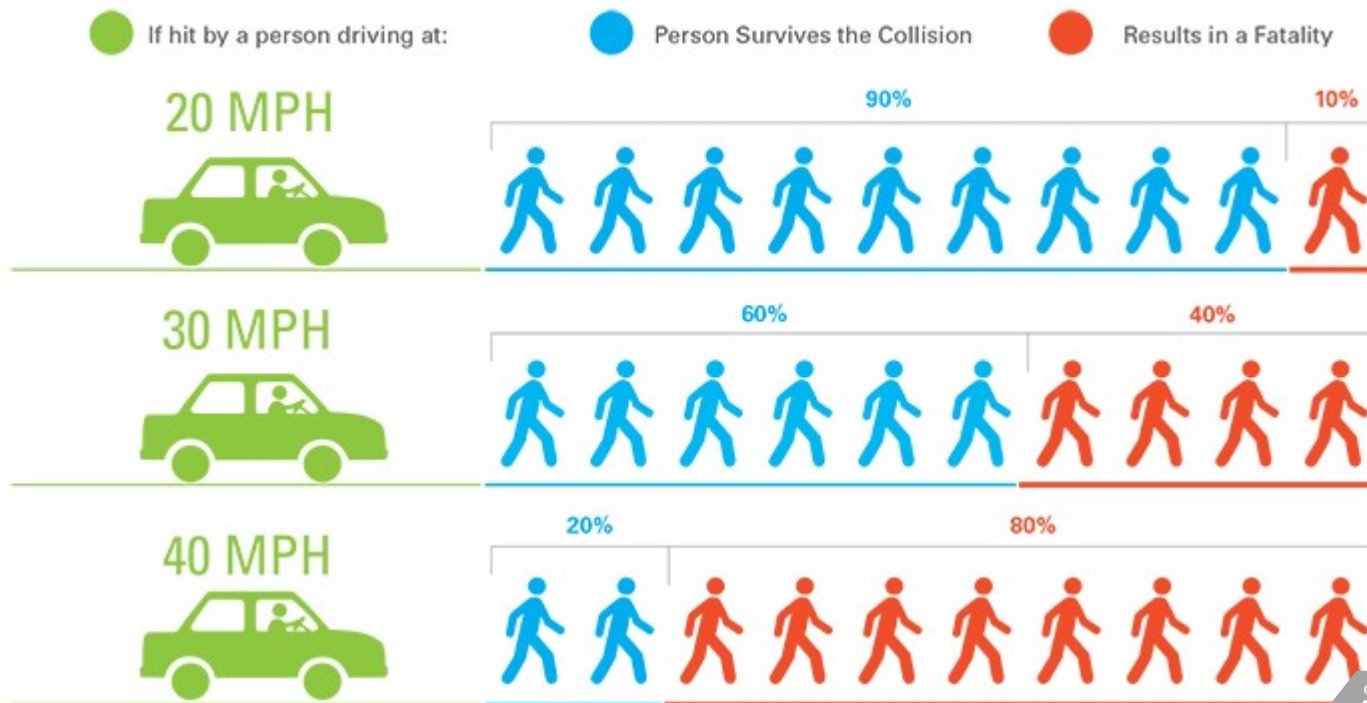 If hit by a person driving at: Person Survives the Collision Results in a Fatality
20 MPH 90% 10%
30 MPH 60% 40%
40 MPH 20% 80%